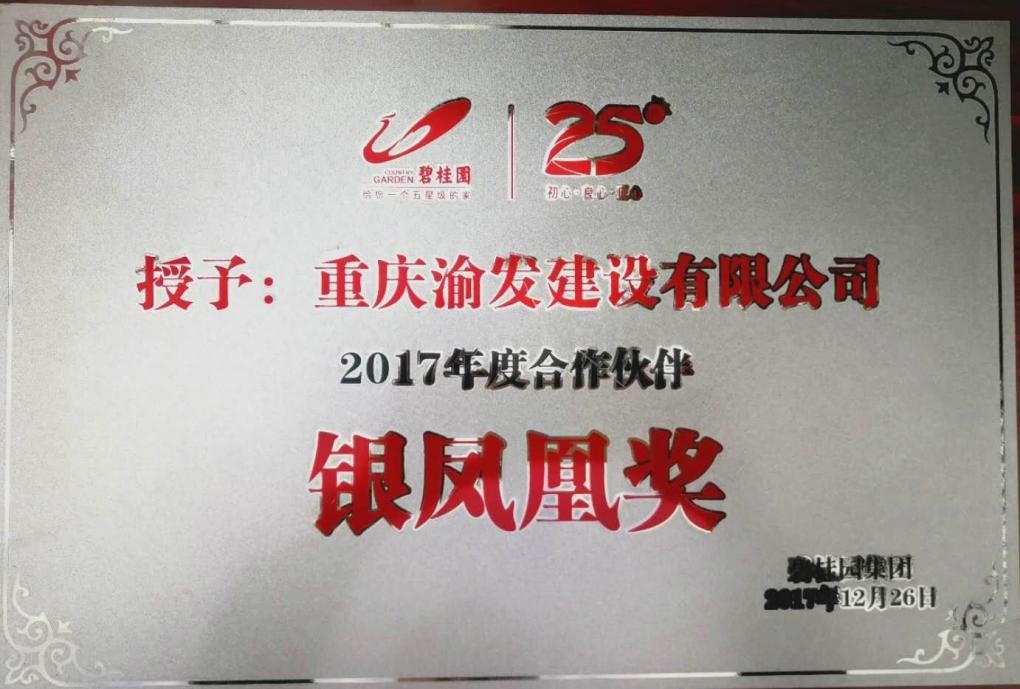 COUNTRY
GARDEN 碧桂園
给您一个五星级的家
25
初心·良心·
授予：重庆渝发建设有限公司
2017年度合作伙伴
银凤凰奖
碧桂园集团
2017年12月26日